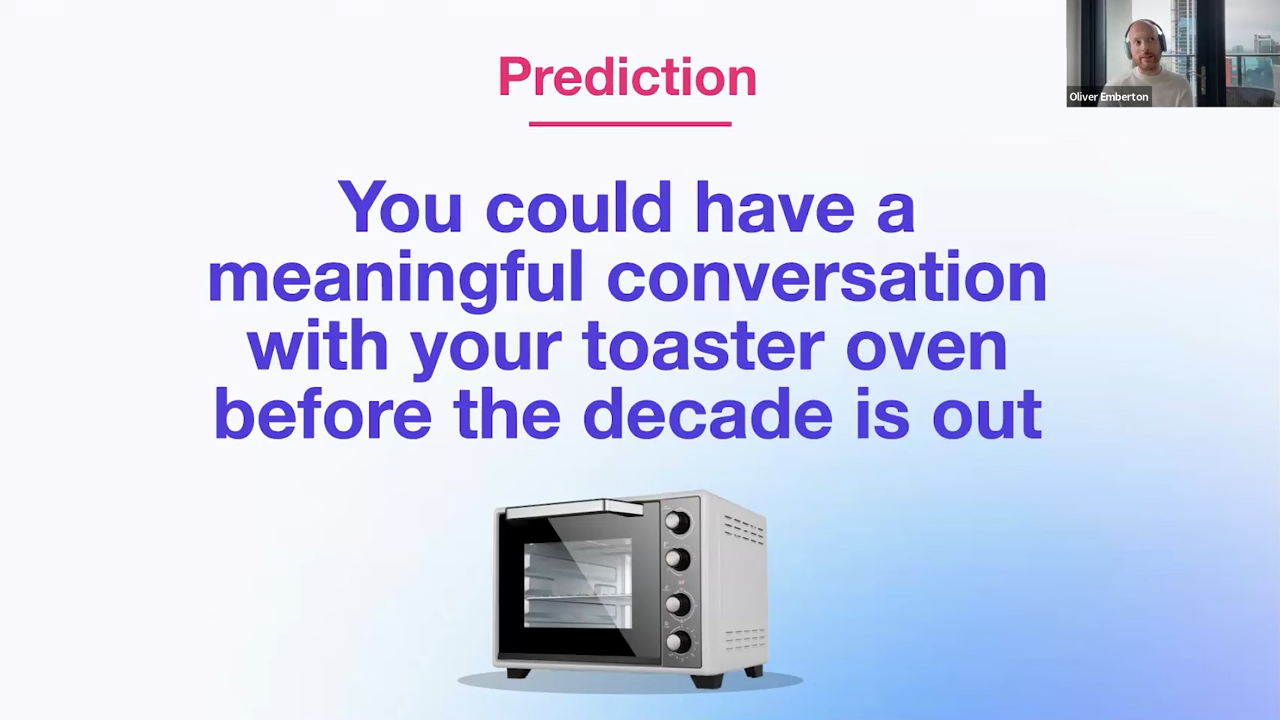 Prediction
You could have a
meaningful conversation
with your toaster oven
before the decade is out
Oliver Emberton